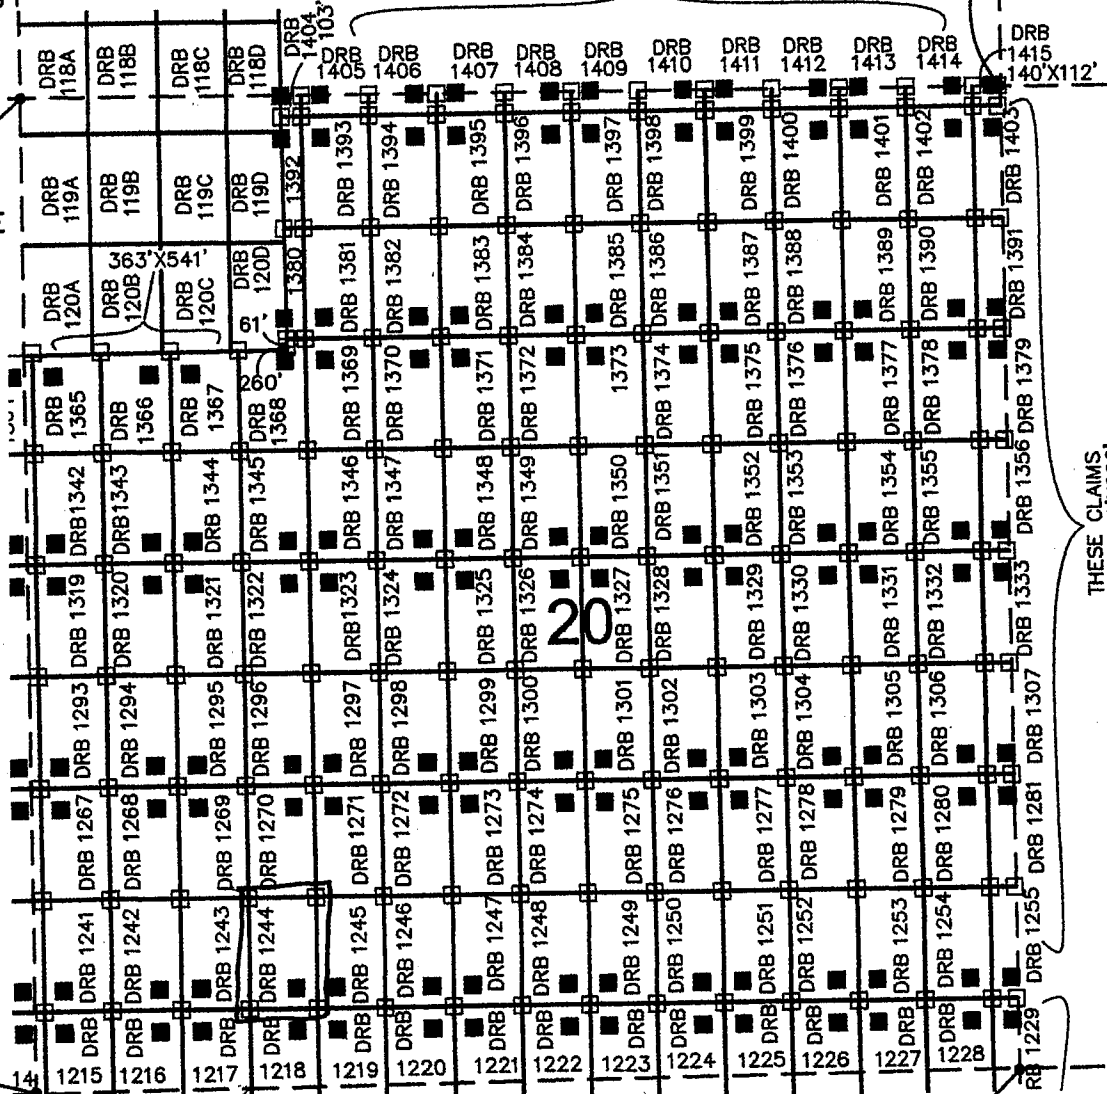 DRB 118A
DRB 118B
DRB 118C
DRB 118D
DRB 1404
103'
DRB 1405
DRB 1406
DRB 1407
DRB 1408
DRB 1409
DRB 1410
DRB 1411
DRB 1412
DRB 1413
DRB 1414
DRB 1415
140'X112'
DRB 119A
DRB 119B
DRB 119C
DRB 119D
1392
DRB 1393
DRB 1394
DRB 1395
DRB 1396
DRB 1397
DRB 1398
DRB 1399
DRB 1400
DRB 1401
DRB 1402
DRB 1403
363'X541'
DRB 120A
DRB 120B
DRB 120C
DRB 120D
1380
DRB 1381
DRB 1382
DRB 1383
DRB 1384
DRB 1385
DRB 1386
DRB 1387
DRB 1388
DRB 1389
DRB 1390
DRB 1391
61'
260'
DRB 1365
DRB 1366
DRB 1367
DRB 1368
DRB 1369
DRB 1370
DRB 1371
DRB 1372
1373
DRB 1374
DRB 1375
DRB 1376
DRB 1377
DRB 1378
DRB 1379
DRB1342
DRB1343
DRB 1344
DRB 1345
DRB 1346
DRB 1347
DRB 1348
DRB 1349
DRB 1350
DRB 1351
DRB 1352
DRB 1353
DRB 1354
DRB 1355
DRB 1356
THESE CLAIMS
DRB 1319
DRB 1320
DRB 1321
DRB 1322
DRB1323
DRB 1324
DRB 1325
DRB 1326
20
DRB 1327
DRB 1328
DRB 1329
DRB 1330
DRB 1331
DRB 1332
DRB 1333
DRB 1293
DRB 1294
DRB 1295
DRB 1296
DRB 1297
DRB 1298
DRB 1299
DRB 1300
DRB 1301
DRB 1302
DRB 1303
DRB 1304
DRB 1305
DRB 1306
DRB 1307
DRB 1267
DRB 1268
DRB 1269
DRB 1270
DRB 1271
DRB 1272
DRB 1273
DRB 1274
DRB 1275
DRB 1276
DRB 1277
DRB 1278
DRB 1279
DRB 1280
DRB 1281
DRB 1241
DRB 1242
DRB 1243
DRB 1244
DRB 1245
DRB 1246
DRB 1247
DRB 1248
DRB 1249
DRB 1250
DRB 1251
DRB 1252
DRB 1253
DRB 1254
DRB 1255
14
DRB 1215
DRB 1216
DRB 1217
DRB 1218
DRB 1219
DRB 1220
DRB 1221
DRB 1222
DRB 1223
DRB 1224
DRB 1225
DRB 1226
DRB 1227
DRB 1228
RB 1229